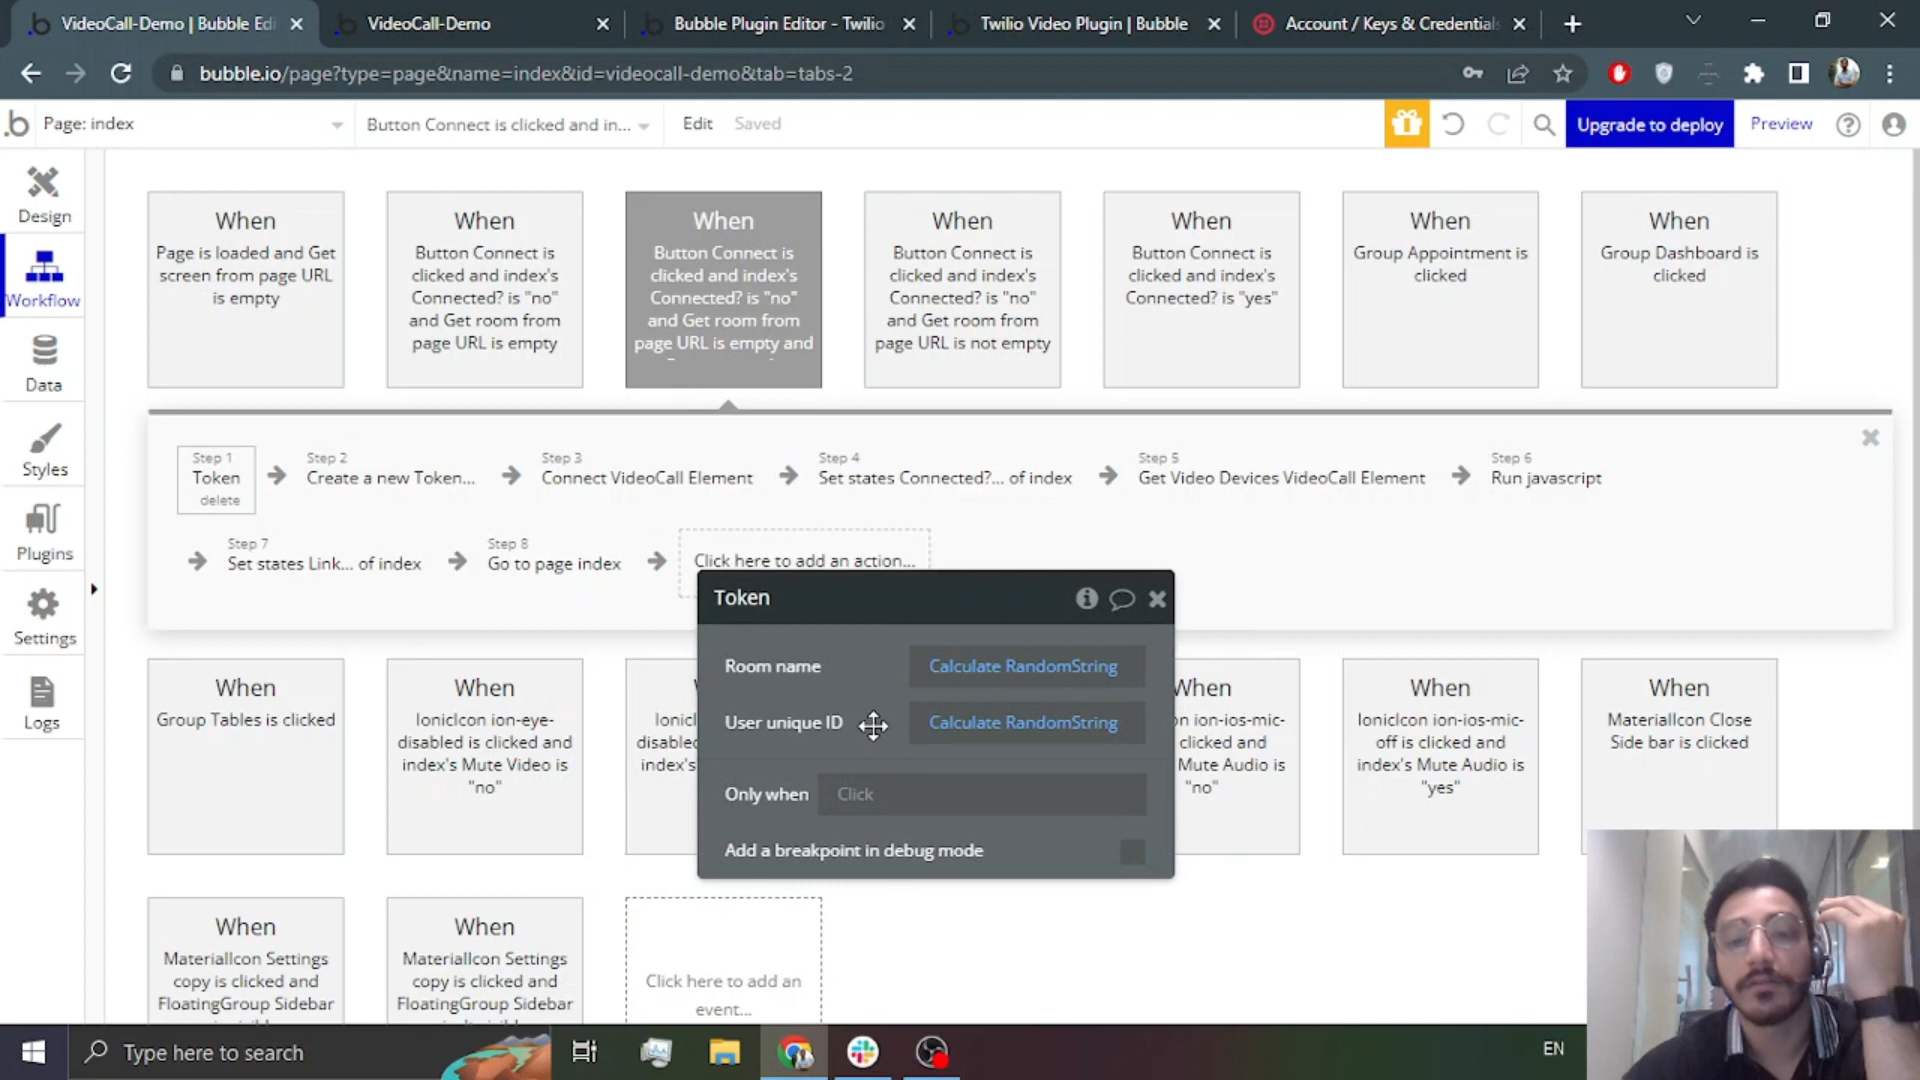 VideoCall-Demo | Bubble Edi
VideoCall-Demo
Bubble Plugin Editor - Twilio
Twilio Video Plugin | Bubble
Account / Keys & Credentials
bubble.io/page?type=page&name=index&id=videocall-demo&tab=tabs-2
Page: index
Button Connect is clicked and in...
Edit
Saved
Upgrade to deploy
Preview
Design
Workflow
Data
Styles
Plugins
Settings
Logs
When
Page is loaded and Get
screen from page URL
is empty
When
Button Connect is
clicked and index's
Connected? is "no"
and Get room from
page URL is empty
When
Button Connect is
clicked and index's
Connected? is "no"
and Get room from
page URL is empty and
When
Button Connect is
clicked and index's
Connected? is "no"
and Get room from
page URL is not empty
When
Button Connect is
clicked and index's
Connected? is "yes"
When
Group Appointment is
clicked
When
Group Dashboard is
clicked
Step 1
Token
delete
Step 2
Create a new Token...
Step 3
Connect VideoCall Element
Step 4
Set states Connected?... of index
Step 5
Get Video Devices VideoCall Element
Step 6
Run javascript
Step 7
Set states Link... of index
Step 8
Go to page index
Click here to add an action...
Token
Room name
Calculate RandomString
User unique ID
Calculate RandomString
Only when
Click
Add a breakpoint in debug mode
When
Group Tables is clicked
When
IonicIcon ion-eye-
disabled is clicked and
index's Mute Video is
"no"
Ionic
disabled
index's
When
on ion-ios-mic-
clicked and
Mute Audio is
"no"
When
IonicIcon ion-ios-mic-
off is clicked and
index's Mute Audio is
"yes"
When
MaterialIcon Close
Side bar is clicked
When
MaterialIcon Settings
copy is clicked and
FloatingGroup Sidebar
When
MaterialIcon Settings
copy is clicked and
FloatingGroup Sidebar
Click here to add an
event...
Type here to search
EN